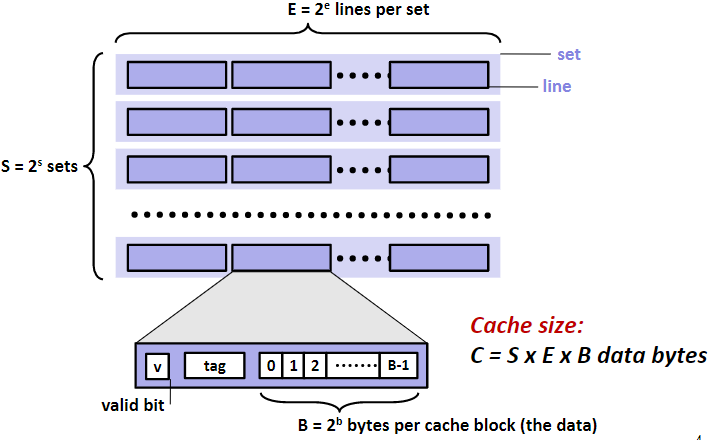 E = 2^e lines per set
set
line
S = 2^s sets
v
tag
0 1 2 ....... B-1
valid bit
B = 2^b bytes per cache block (the data)
Cache size:
C = S x E x B data bytes
4